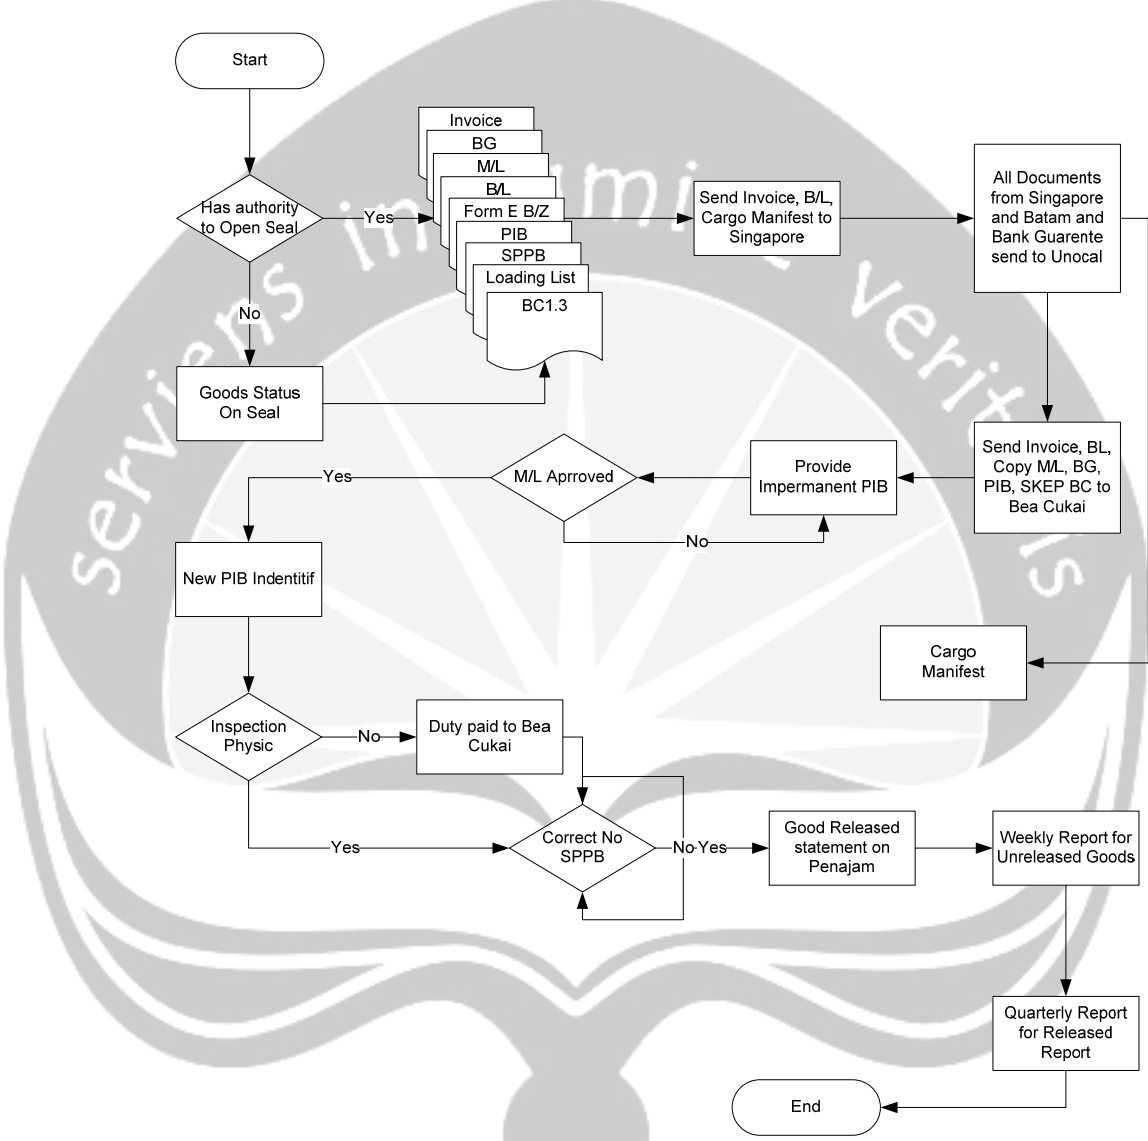 Start
Has authority
to Open Seal
Yes
No
Invoice
BG
M/L
B/L
Form E B/Z
PIB
SPPB
Loading List
BC1.3
Send Invoice, B/L,
Cargo Manifest to
Singapore
All Documents
from Singapore
and Batam and
Bank Guarente
send to Unocal
Goods Status
On Seal
Send Invoice, BL,
Copy M/L, BG,
PIB, SKEP BC to
Bea Cukai
Provide
Impermanent PIB
M/L Aprroved
Yes
No
New PIB Indentitif
Cargo
Manifest
Inspection
Physic
No
Duty paid to Bea
Cukai
Yes
Correct No
SPPB
No
Yes
Good Released
statement on
Penajam
Weekly Report for
Unreleased Goods
Quarterly Report
for Released
Report
End
serviens in lumine veritatis